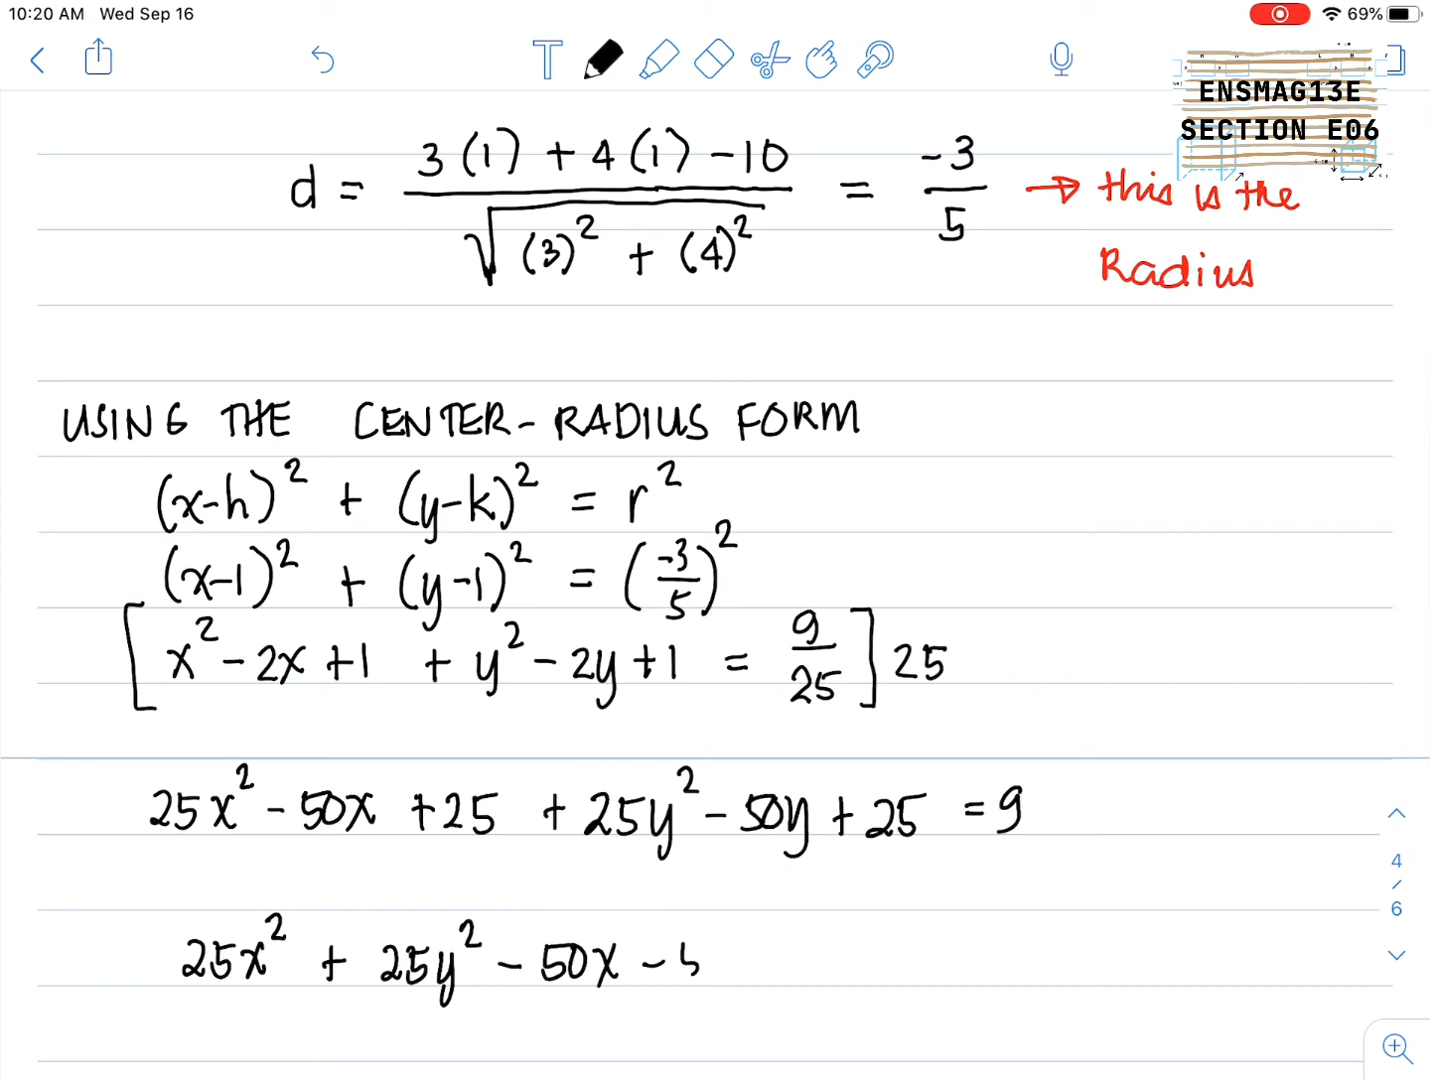 10:20 AM Wed Sep 16
69%
T
ENSMAG13E
SECTION E06
d = 3(1) + 4(1) - 10 / √(3)² + (4)² = -3/5 → this is the
Radius
USING THE CENTER-RADIUS FORM
(x-h)² + (y-k)² = r²
(x-1)² + (y-1)² = (-3/5)²
[x² - 2x + 1 + y² - 2y + 1 = 9/25] 25
25x² - 50x + 25 + 25y² - 50y + 25 = 9
25x² + 25y² - 50x -
4
/
6